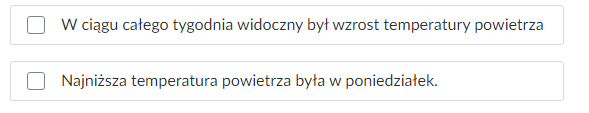 W ciągu całego tygodnia widoczny był wzrost temperatury powietrza
Najniższa temperatura powietrza była w poniedziałek.